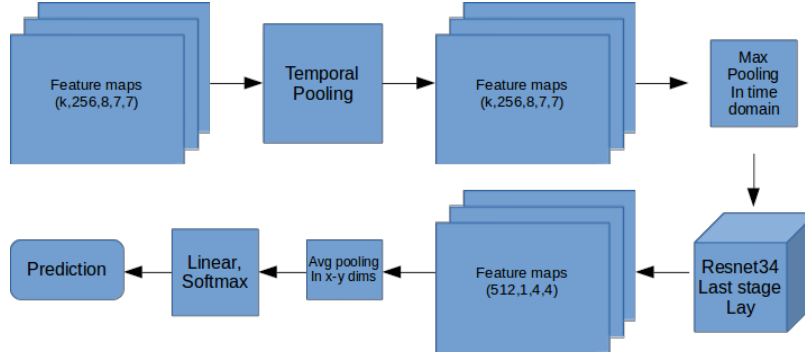 Feature maps
(k,256,8,7,7)
Temporal
Pooling
Feature maps
(k,256,8,7,7)
Max
Pooling
In time
domain
Resnet34
Last stage
Lay
Feature maps
(512,1,4,4)
Avg pooling
In x-y dims
Linear,
Softmax
Prediction